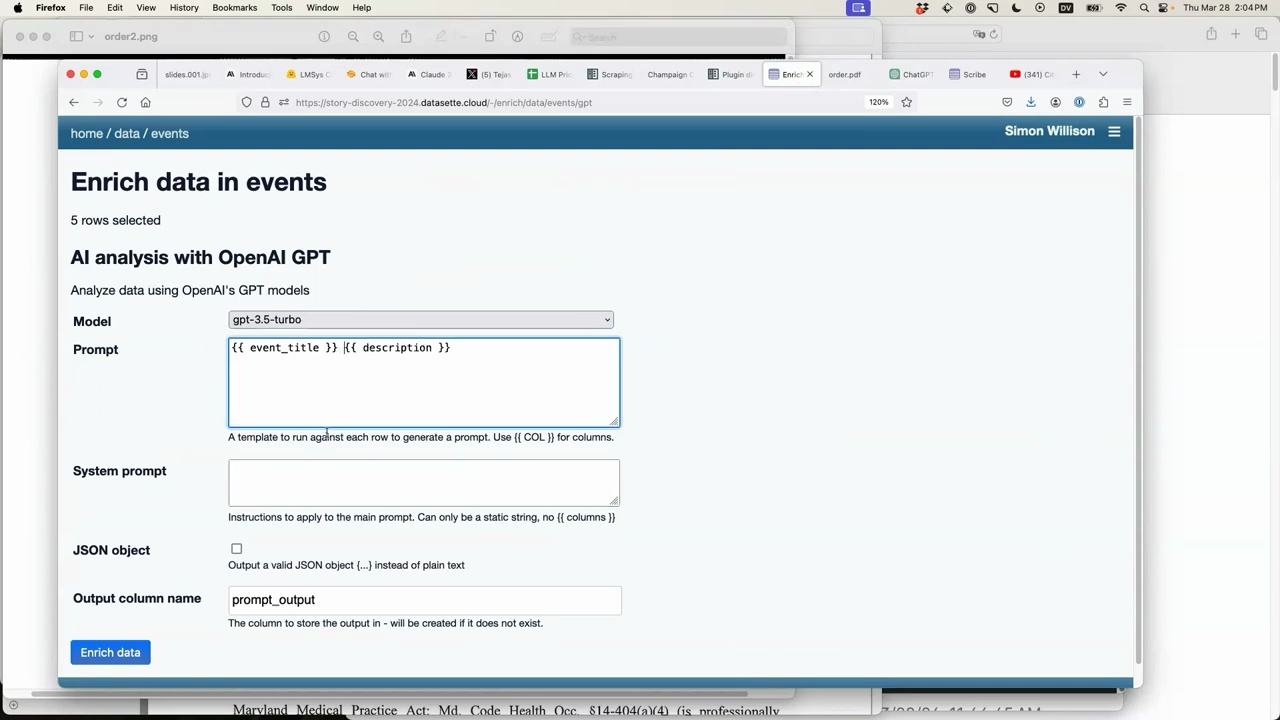 Firefox File Edit View History Bookmarks Tools Window Help DV Thu Mar 28 2:04 PM
order2.png Search
slides.001.jp Introduc LMSys C Chat with Claude 3 (5) Tejas LLM Pric Scraping Champaign C Plugin di Enrich order.pdf ChatGPT Scribe (341) Cit
https://story-discovery-2024.datasette.cloud/-/enrich/data/events/gpt 120%
home / data / events Simon Willison
Enrich data in events
5 rows selected
AI analysis with OpenAI GPT
Analyze data using OpenAI's GPT models
Model gpt-3.5-turbo
Prompt {{ event_title }} {{ description }}
A template to run against each row to generate a prompt. Use {{ COL }} for columns.
System prompt
Instructions to apply to the main prompt. Can only be a static string, no {{ columns }}
JSON object
Output a valid JSON object {...} instead of plain text
Output column name prompt_output
The column to store the output in - will be created if it does not exist.
Enrich data
Maryland Medical Practice Act: Md. Code Health Occ. §14-404(a)(4) (is professionally